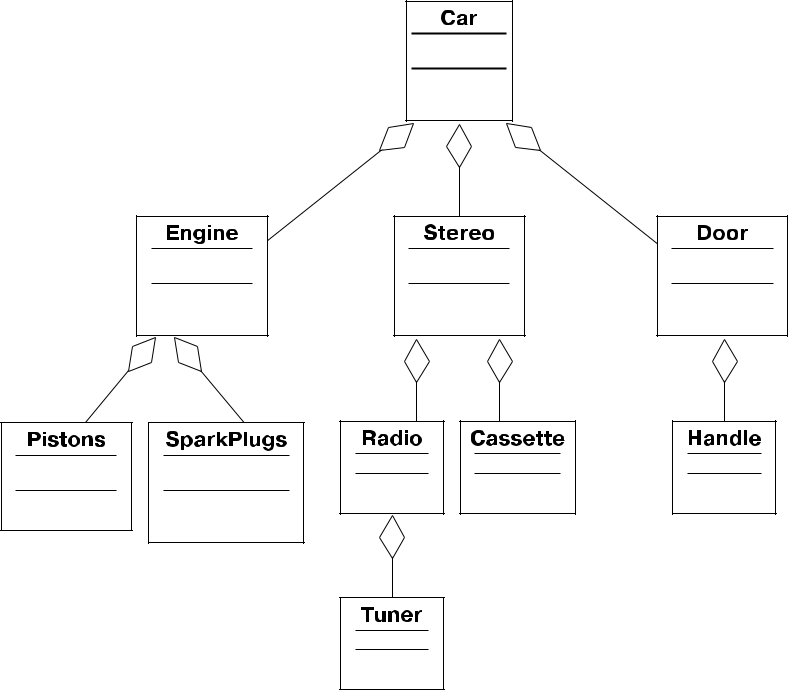 Car
Engine
Stereo
Door
Pistons
SparkPlugs
Radio
Cassette
Handle
Tuner